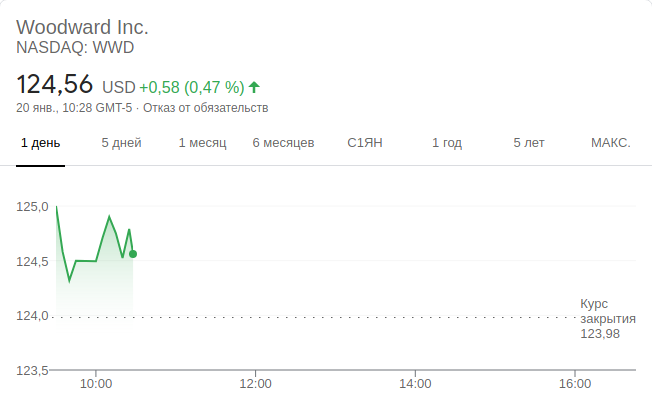 Woodward Inc.
NASDAQ: WWD
124,56 USD +0,58 (0,47 %)
20 янв., 10:28 GMT-5 · Отказ от обязательств
1 день 5 дней 1 месяц 6 месяцев С1ЯН 1 год 5 лет МАКС.
125,0
124,5
124,0
123,5
Курс
закрытия
123,98
10:00 12:00 14:00 16:00